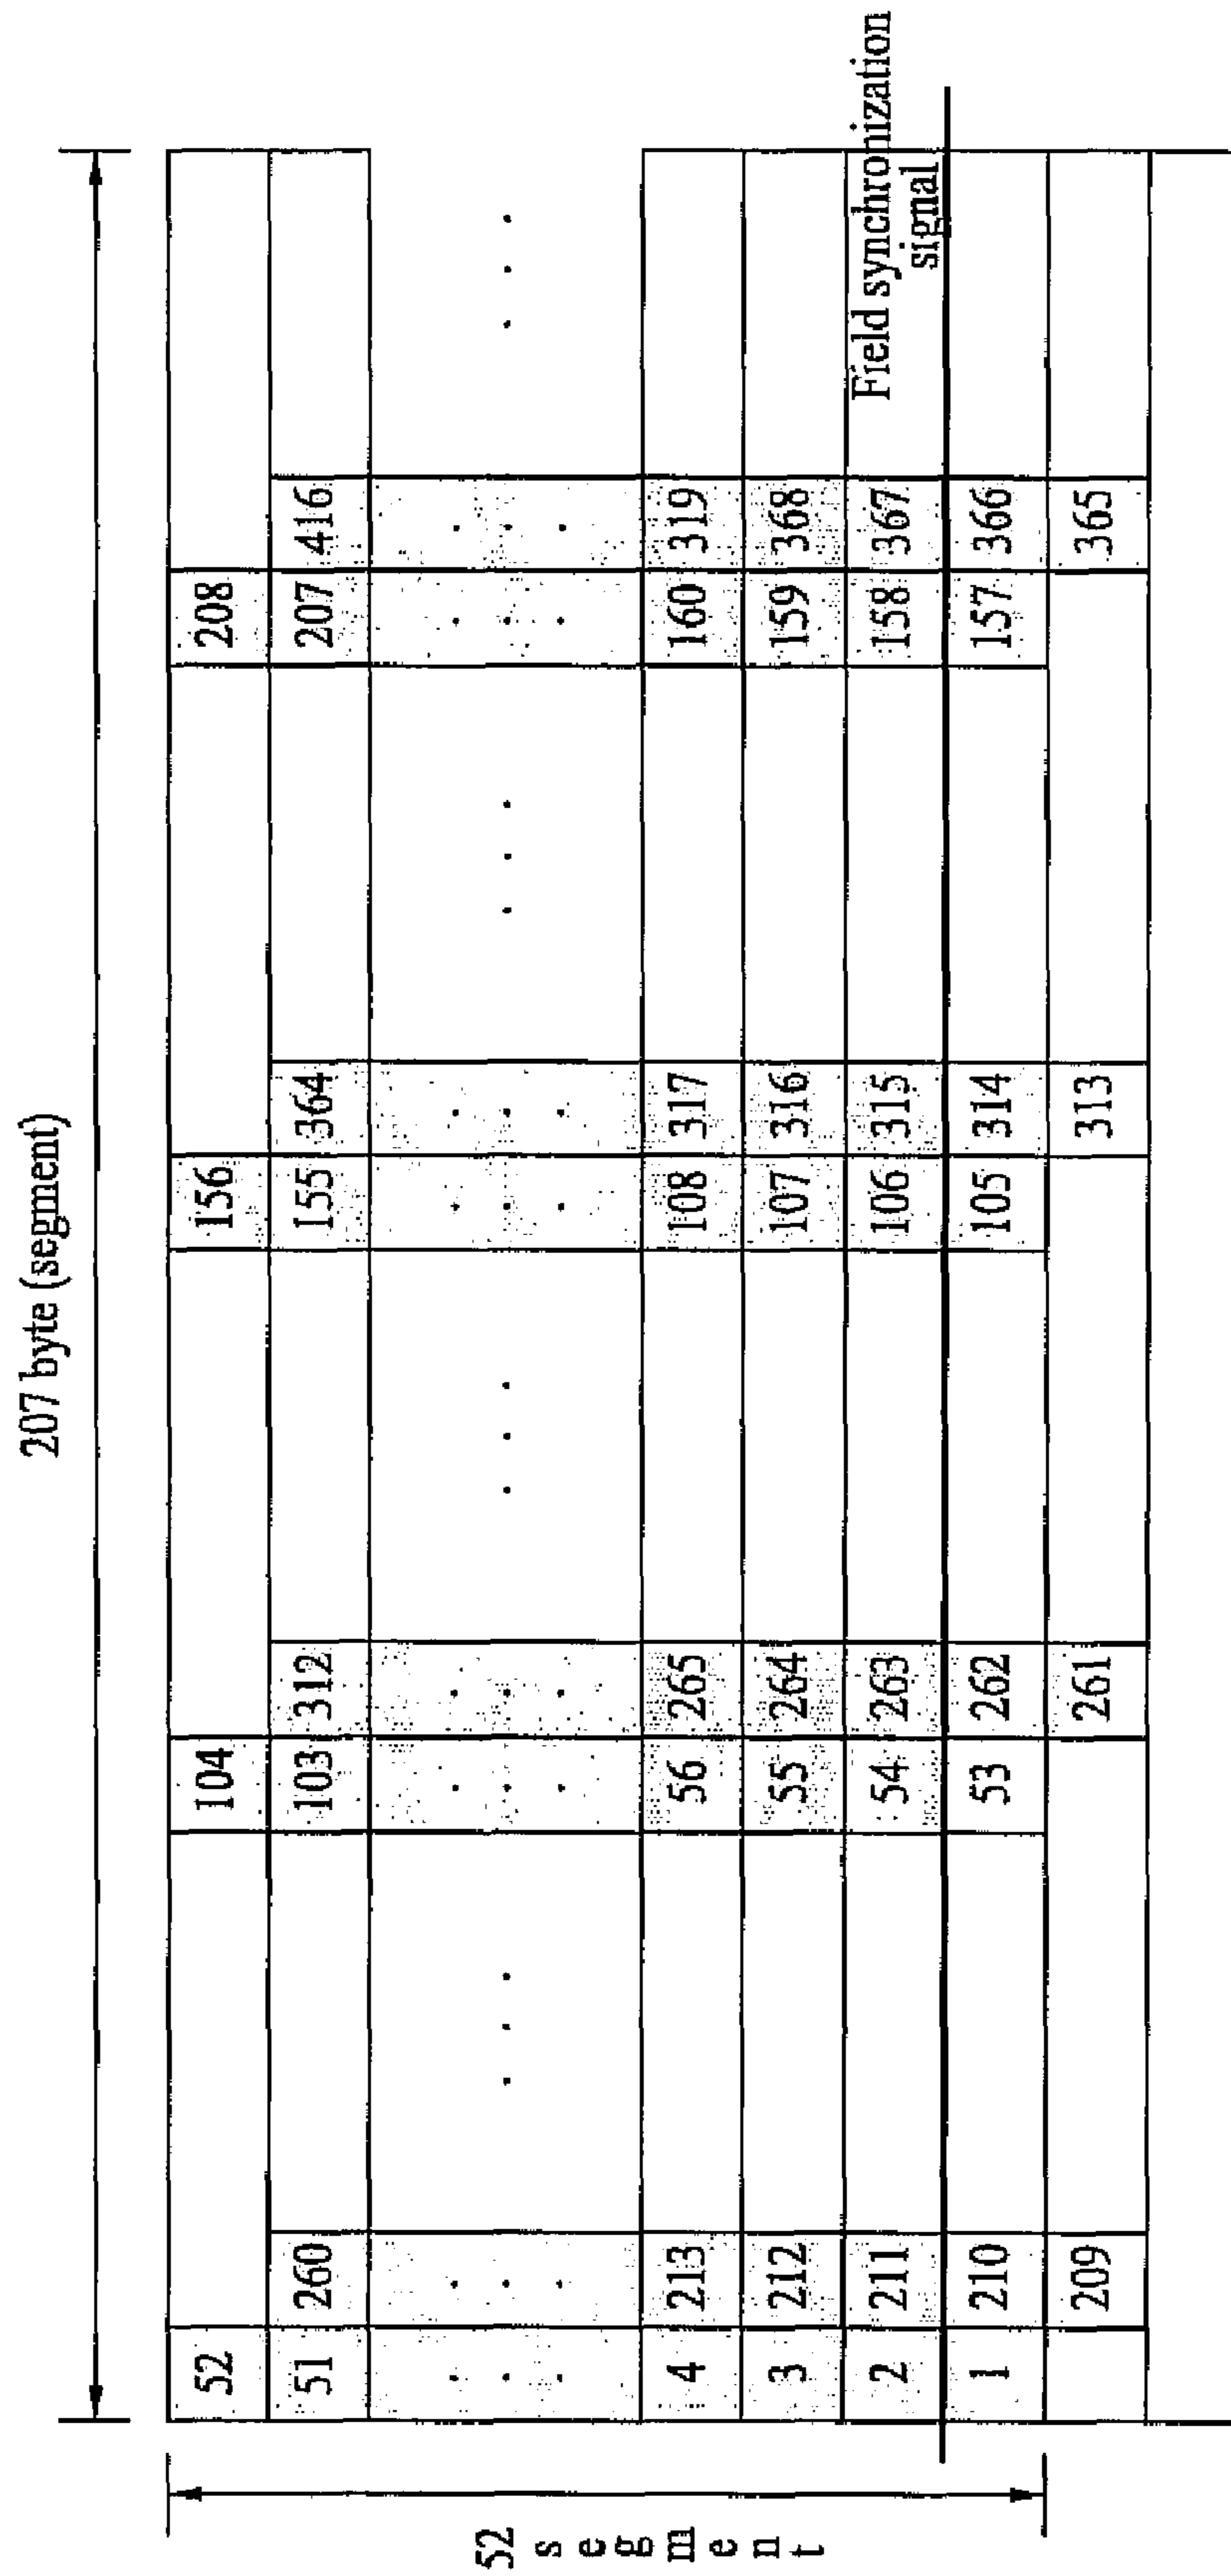 207 byte (segment)
52 104 156 208
51 260 103 312 155 364 207 416
4 213 56 265 108 317 160 319
3 212 55 264 107 316 159 368
2 211 54 263 106 315 158 367
Field synchronization
signal
1 210 53 262 105 314 157 366
209 261 313 365
52 segment